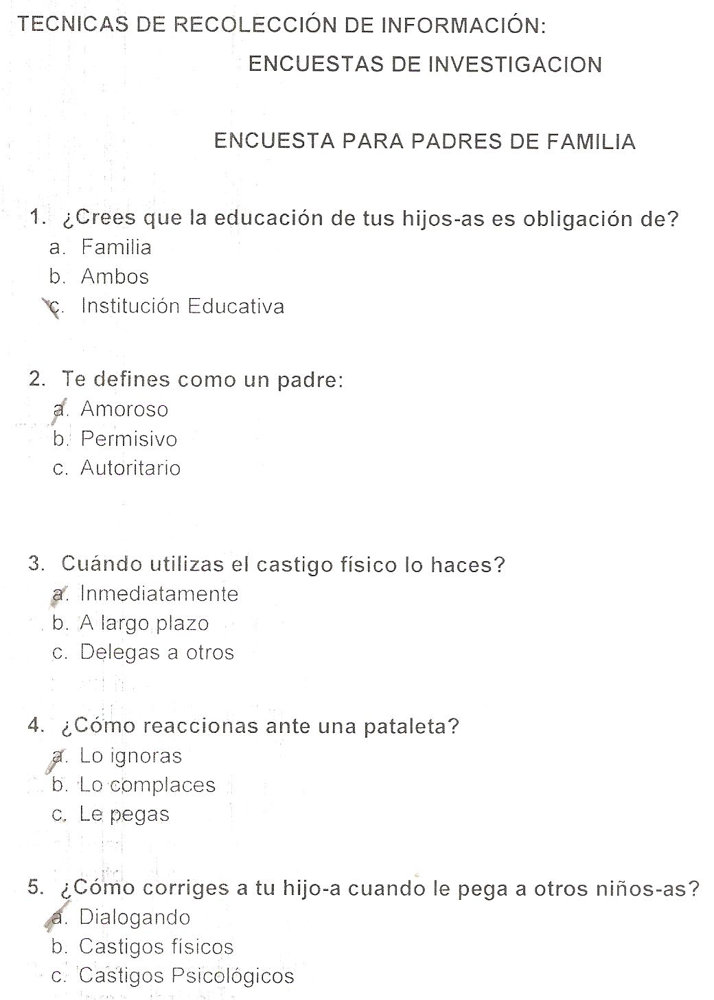 TECNICAS DE RECOLECCIÓN DE INFORMACIÓN:
ENCUESTAS DE INVESTIGACION
ENCUESTA PARA PADRES DE FAMILIA
1. ¿Crees que la educación de tus hijos-as es obligación de?
a. Familia
b. Ambos
c. Institución Educativa
2. Te defines como un padre:
a. Amoroso
b. Permisivo
c. Autoritario
3. Cuándo utilizas el castigo físico lo haces?
a. Inmediatamente
b. A largo plazo
c. Delegas a otros
4. ¿Cómo reaccionas ante una pataleta?
a. Lo ignoras
b. Lo complaces
c. Le pegas
5. ¿Cómo corriges a tu hijo-a cuando le pega a otros niños-as?
a. Dialogando
b. Castigos físicos
c. Castigos Psicológicos